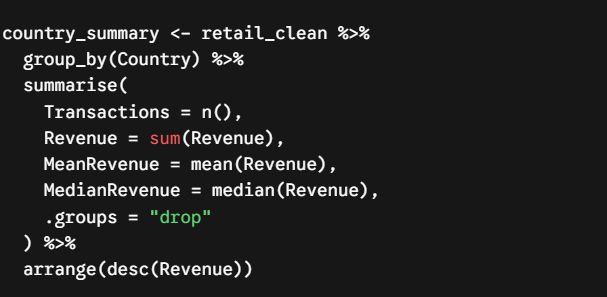 country_summary <- retail_clean %>%
  group_by(Country) %>%
  summarise(
    Transactions = n(),
    Revenue = sum(Revenue),
    MeanRevenue = mean(Revenue),
    MedianRevenue = median(Revenue),
    .groups = "drop"
  ) %>%
  arrange(desc(Revenue))